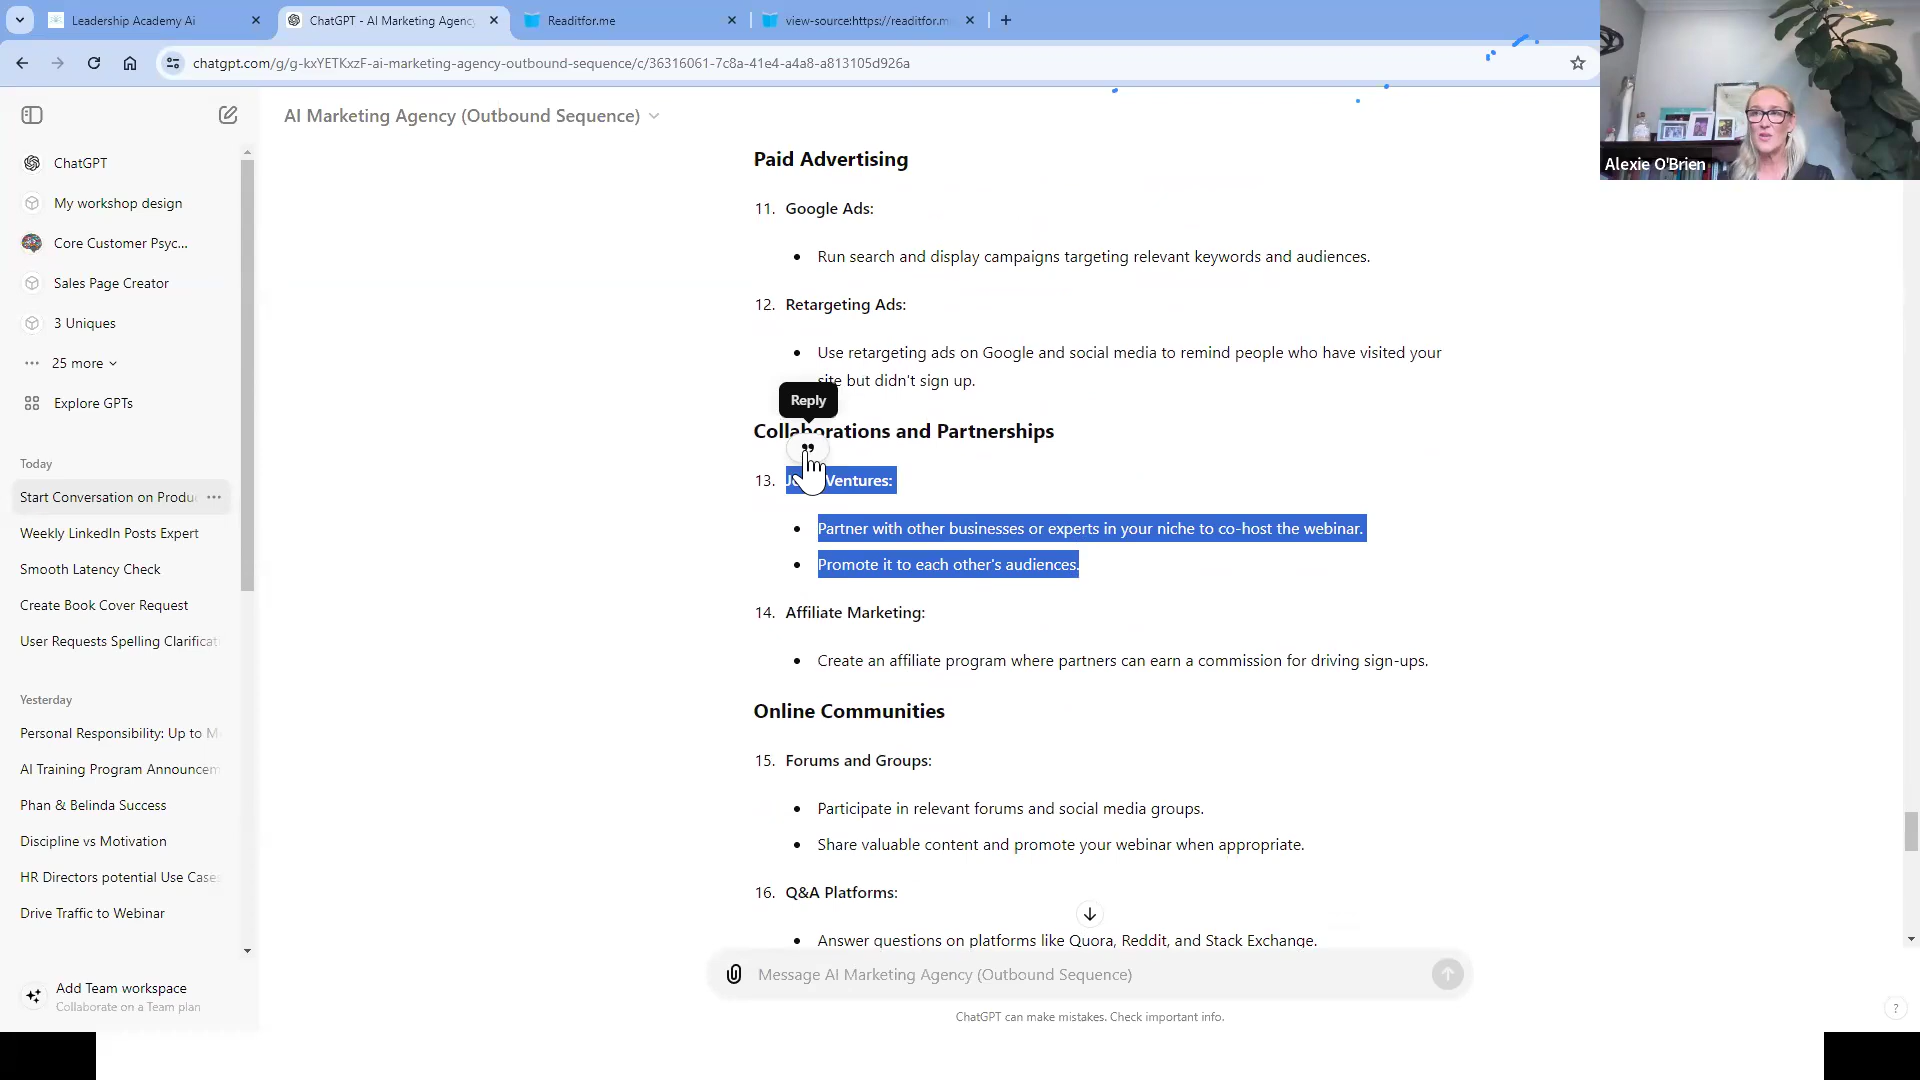 Leadership Academy Ai
ChatGPT - AI Marketing Agency
Readitfor.me
view-source:https://readitfor.m
chatgpt.com/g/g-kxYETKxzF-ai-marketing-agency-outbound-sequence/c/36316061-7c8a-41e4-a4a8-a813105d926a
Alexie O'Brien
AI Marketing Agency (Outbound Sequence)
ChatGPT
My workshop design
Core Customer Psyc...
Sales Page Creator
3 Uniques
25 more
Explore GPTs
Today
Start Conversation on Produ
Weekly LinkedIn Posts Expert
Smooth Latency Check
Create Book Cover Request
User Requests Spelling Clarificat
Yesterday
Personal Responsibility: Up to M
AI Training Program Announcem
Phan & Belinda Success
Discipline vs Motivation
HR Directors potential Use Cases
Drive Traffic to Webinar
Add Team workspace
Collaborate on a Team plan
Paid Advertising
11. Google Ads:
Run search and display campaigns targeting relevant keywords and audiences.
12. Retargeting Ads:
Use retargeting ads on Google and social media to remind people who have visited your
site but didn't sign up.
Reply
Collaborations and Partnerships
13. Ventures:
Partner with other businesses or experts in your niche to co-host the webinar.
Promote it to each other's audiences.
14. Affiliate Marketing:
Create an affiliate program where partners can earn a commission for driving sign-ups.
Online Communities
15. Forums and Groups:
Participate in relevant forums and social media groups.
Share valuable content and promote your webinar when appropriate.
16. Q&A Platforms:
Answer questions on platforms like Quora, Reddit, and Stack Exchange.
Message AI Marketing Agency (Outbound Sequence)
ChatGPT can make mistakes. Check important info.
?